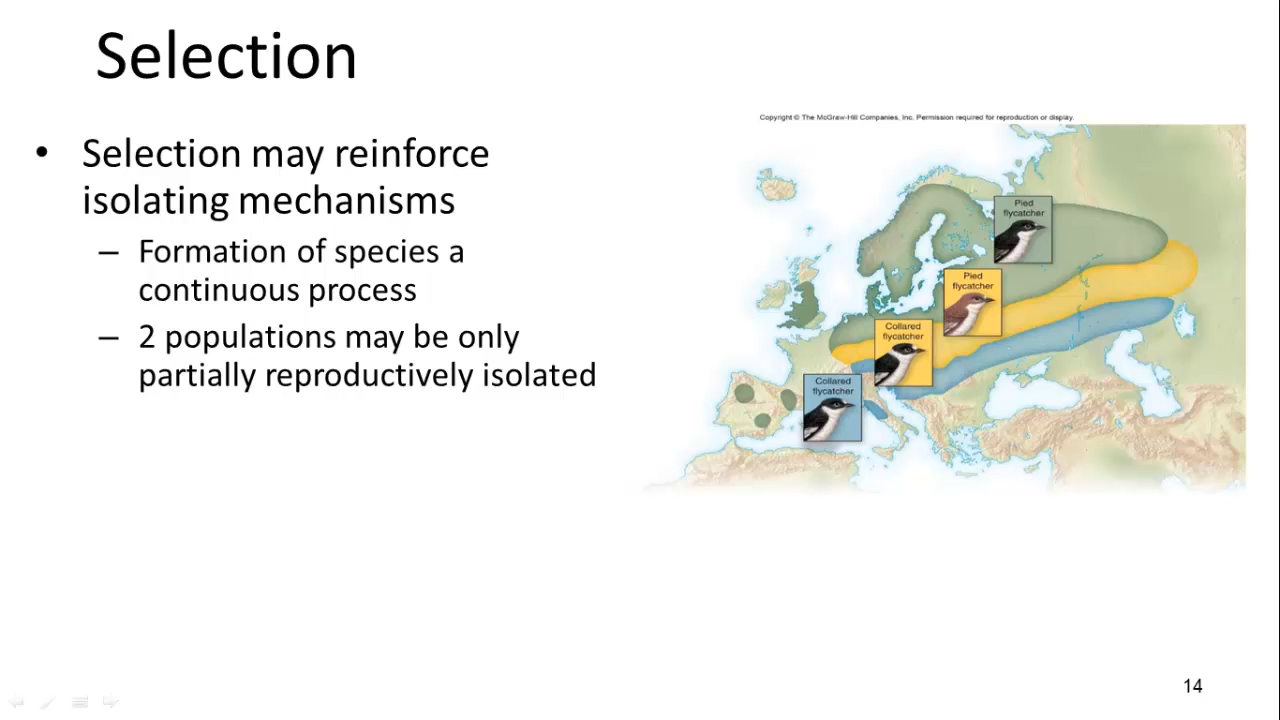 Selection
• Selection may reinforce
isolating mechanisms
– Formation of species a
continuous process
– 2 populations may be only
partially reproductively isolated
Copyright © The McGraw-Hill Companies, Inc. Permission required for reproduction or display.
Pied
flycatcher
Pied
flycatcher
Collared
flycatcher
Collared
flycatcher
14